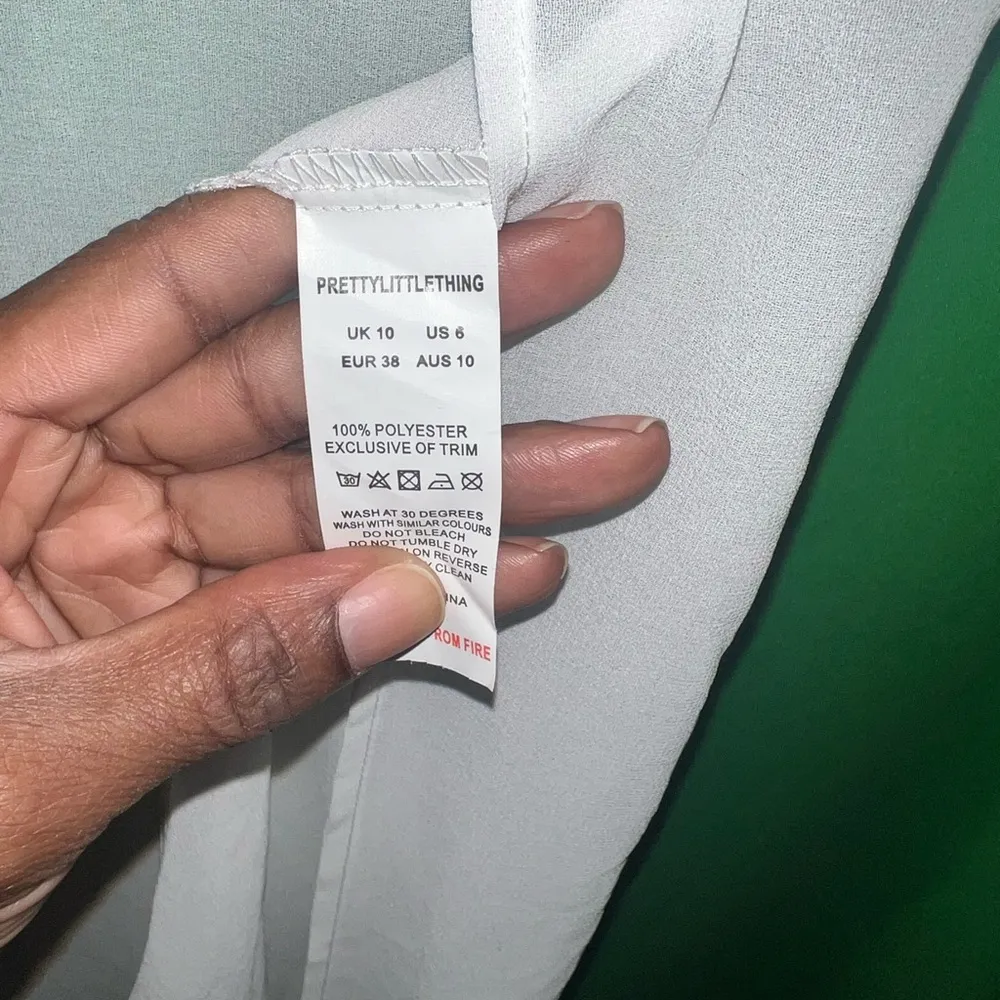 PRETTYLITTLETHING
UK 10 US 6
EUR 38 AUS 10
100% POLYESTER
EXCLUSIVE OF TRIM
30
WASH AT 30 DEGREES
WASH WITH SIMILAR COLOURS
DO NOT BLEACH
DO NOT TUMBLE DRY
ON REVERSE
CLEAN
FIRE